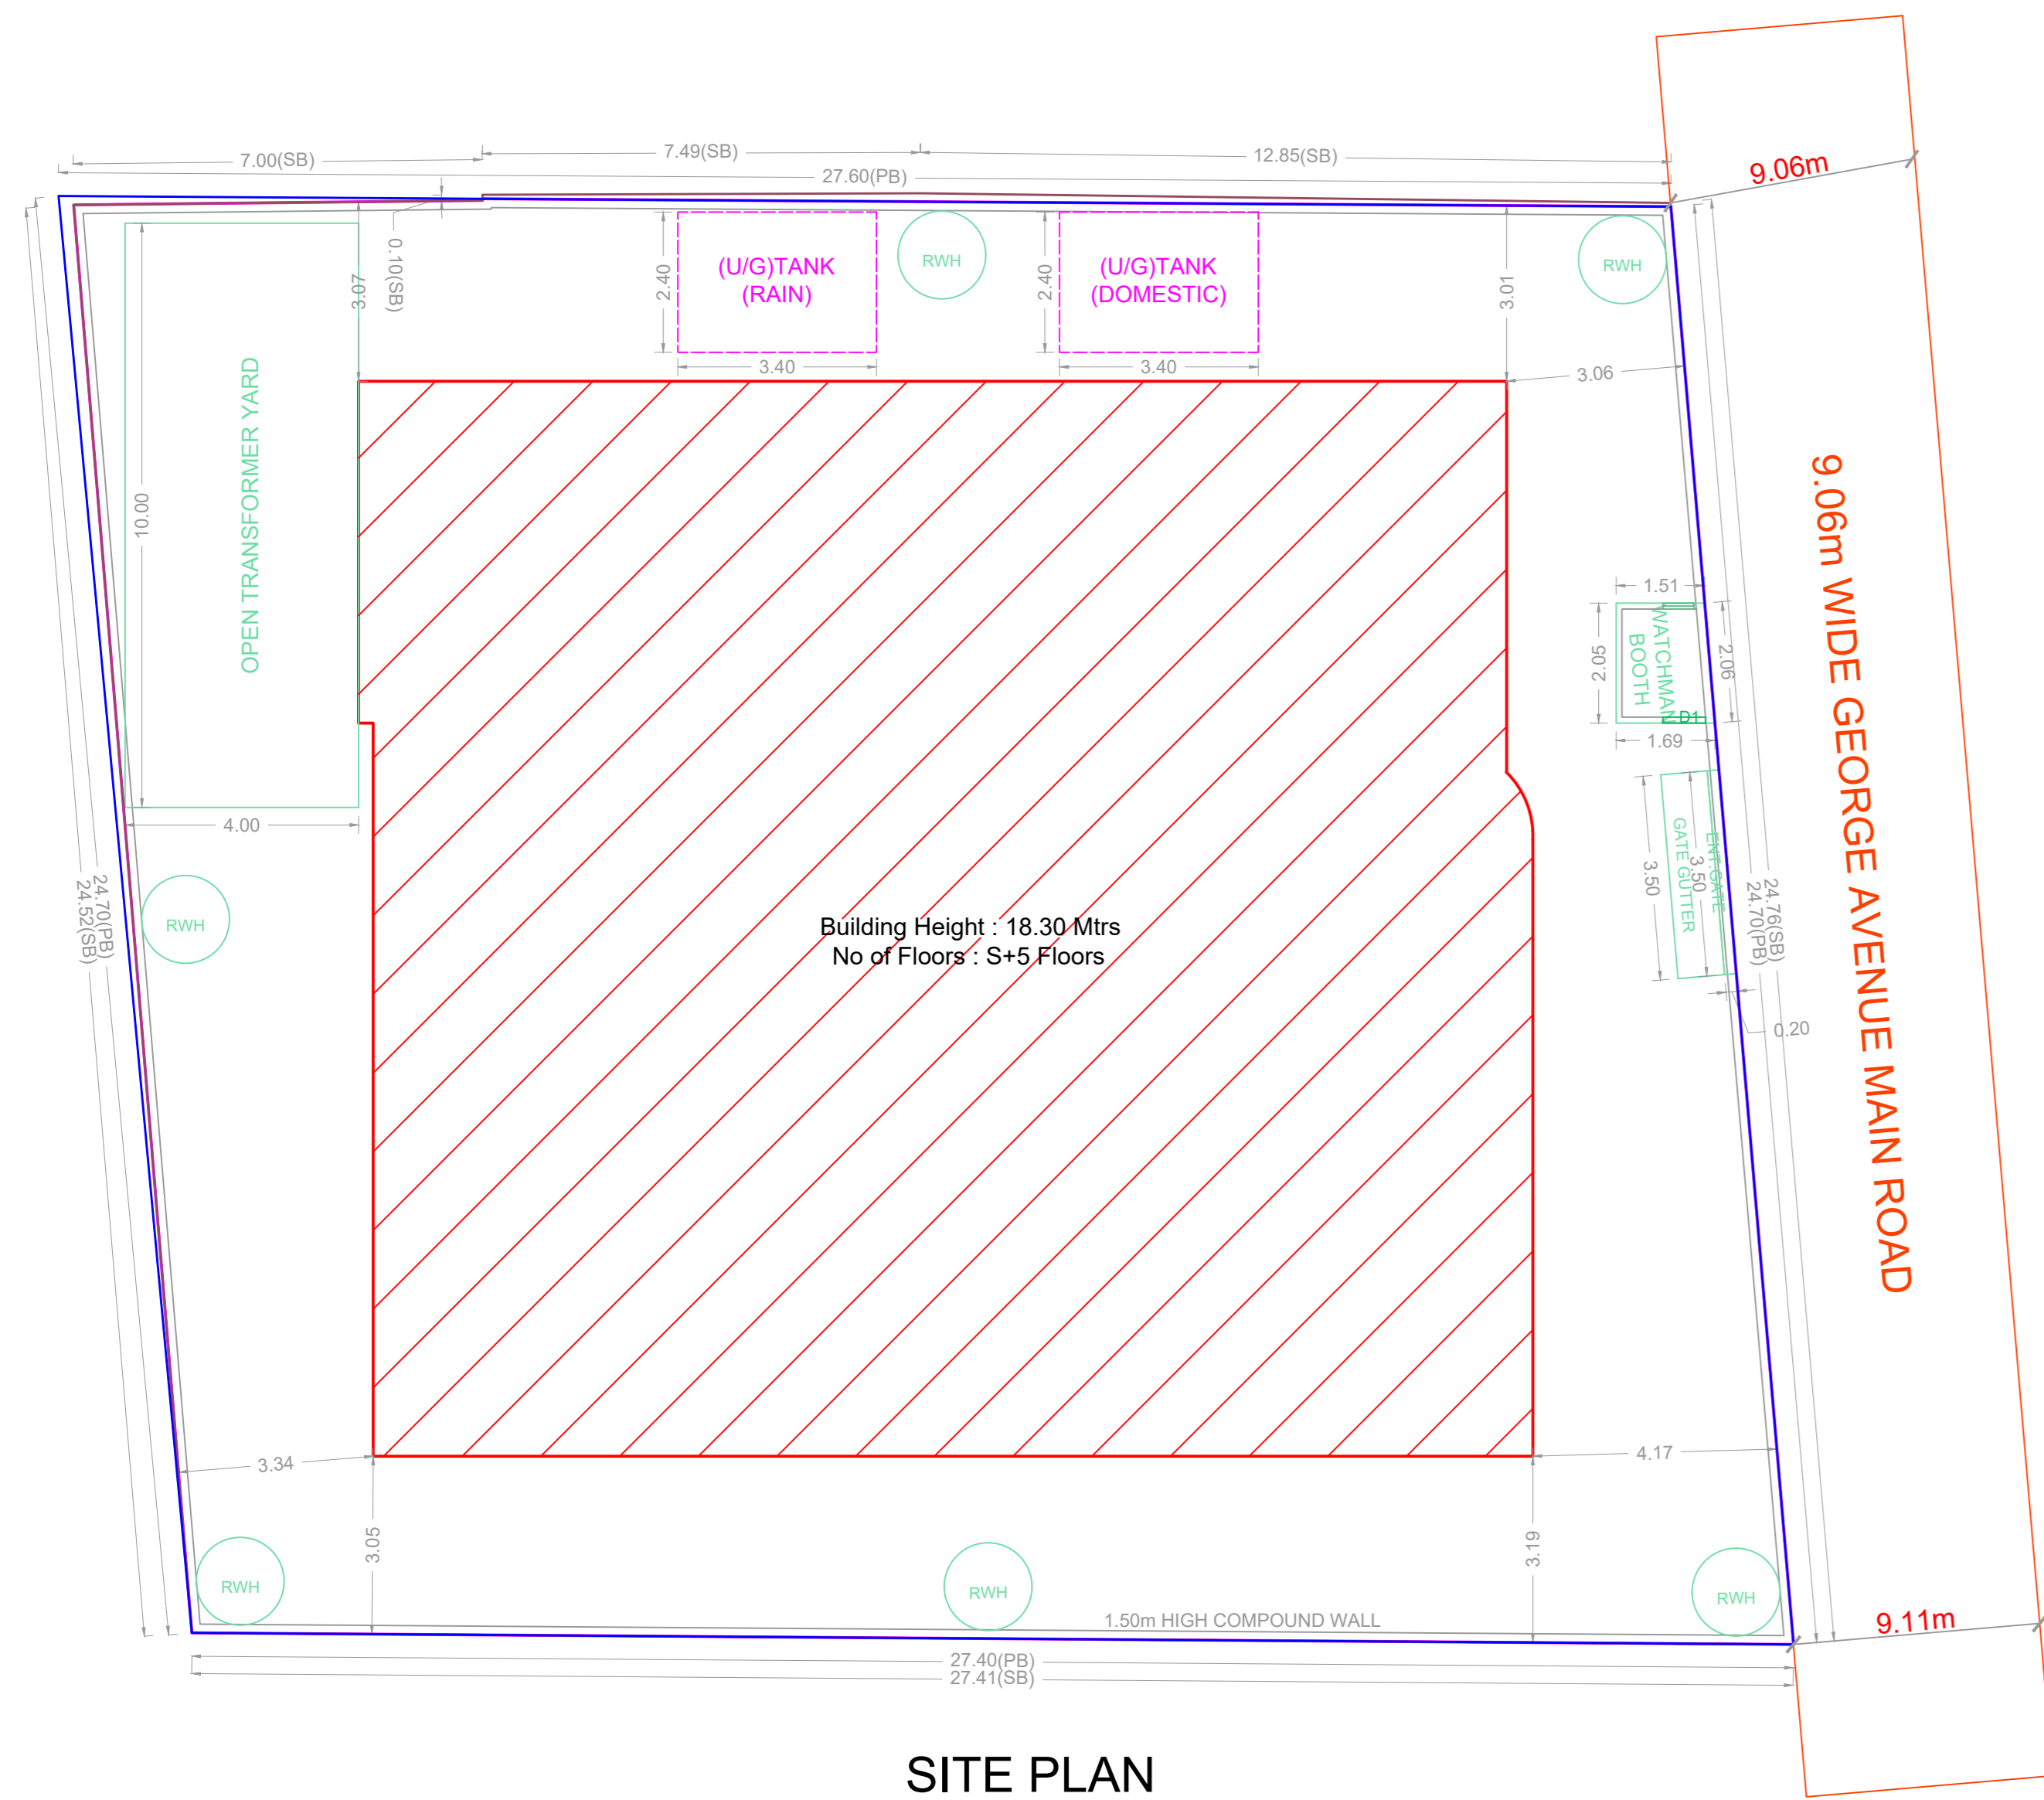 9.06m
7.00(SB)
7.49(SB)
12.85(SB)
27.60(PB)
0.10(SB)
3.07
2.40
(U/G)TANK
(RAIN)
3.40
RWH
2.40
(U/G)TANK
(DOMESTIC)
3.40
3.01
RWH
3.06
OPEN TRANSFORMER YARD
10.00
4.00
9.06m WIDE GEORGE AVENUE MAIN ROAD
1.51
WATCHMAN
BOOTH
2.05
2.06
D1
1.69
ENT.GATE
GATE GUTTER
3.50
3.50
24.76(SB)
24.70(PB)
0.20
24.70(PB)
24.52(SB)
RWH
Building Height : 18.30 Mtrs
No of Floors : S+5 Floors
3.34
4.17
3.05
3.19
RWH
RWH
RWH
1.50m HIGH COMPOUND WALL
9.11m
27.40(PB)
27.41(SB)
SITE PLAN